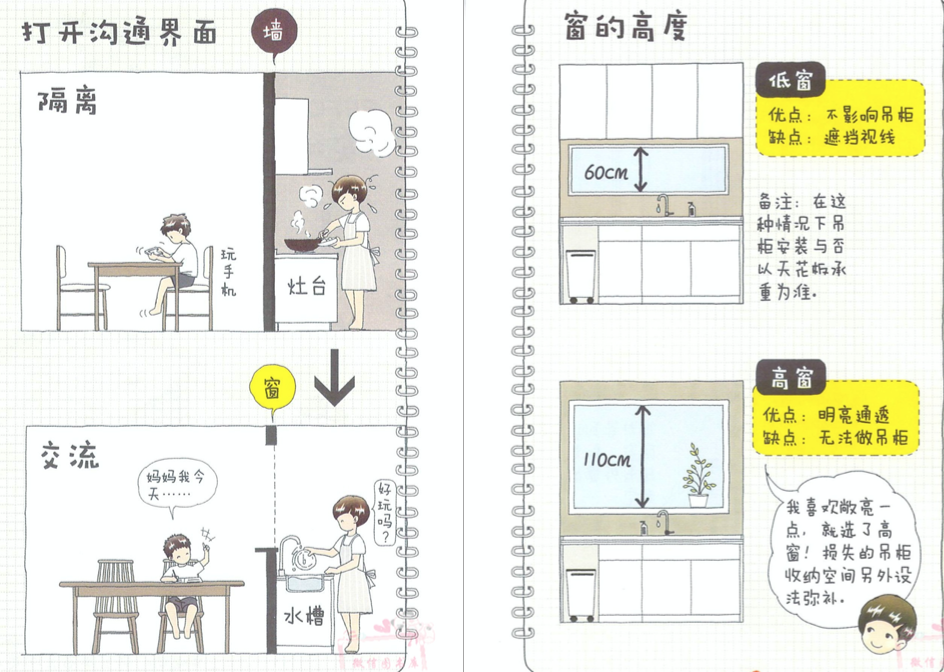 打开沟通界面
墙
隔离
玩
手
机
灶台
窗
交流
妈妈我今
天……
好
玩
吗
？
水槽
窗的高度
低窗
优点：不影响吊柜
缺点：遮挡视线
60cm
备注：在这
种情况下吊
柜安装与否
以天花板承
重为准。
高窗
优点：明亮通透
缺点：无法做吊柜
110cm
我喜欢敞亮一
点，就选了高
窗！损失的吊柜
收纳空间另外设
法弥补。